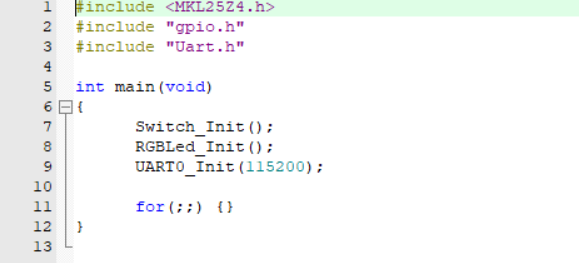 1 #include <MKL25Z4.h>
2 #include "gpio.h"
3 #include "Uart.h"
4
5 int main(void)
6 {
7 Switch_Init();
8 RGBLed_Init();
9 UART0_Init(115200);
10
11 for(;;) {}
12 }
13